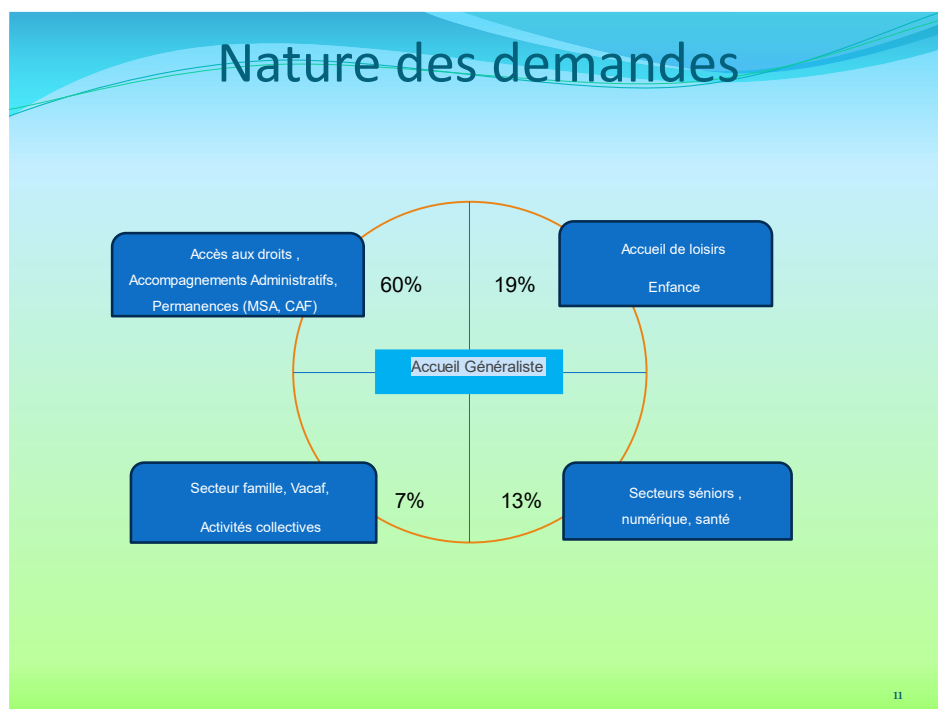 Nature des demandes
Accès aux droits ,
Accompagnements Administratifs,
Permanences (MSA, CAF)
60%
19%
Accueil de loisirs
Enfance
Accueil Généraliste
Secteur famille, Vacaf,
Activités collectives
7%
13%
Secteurs séniors ,
numérique, santé
11